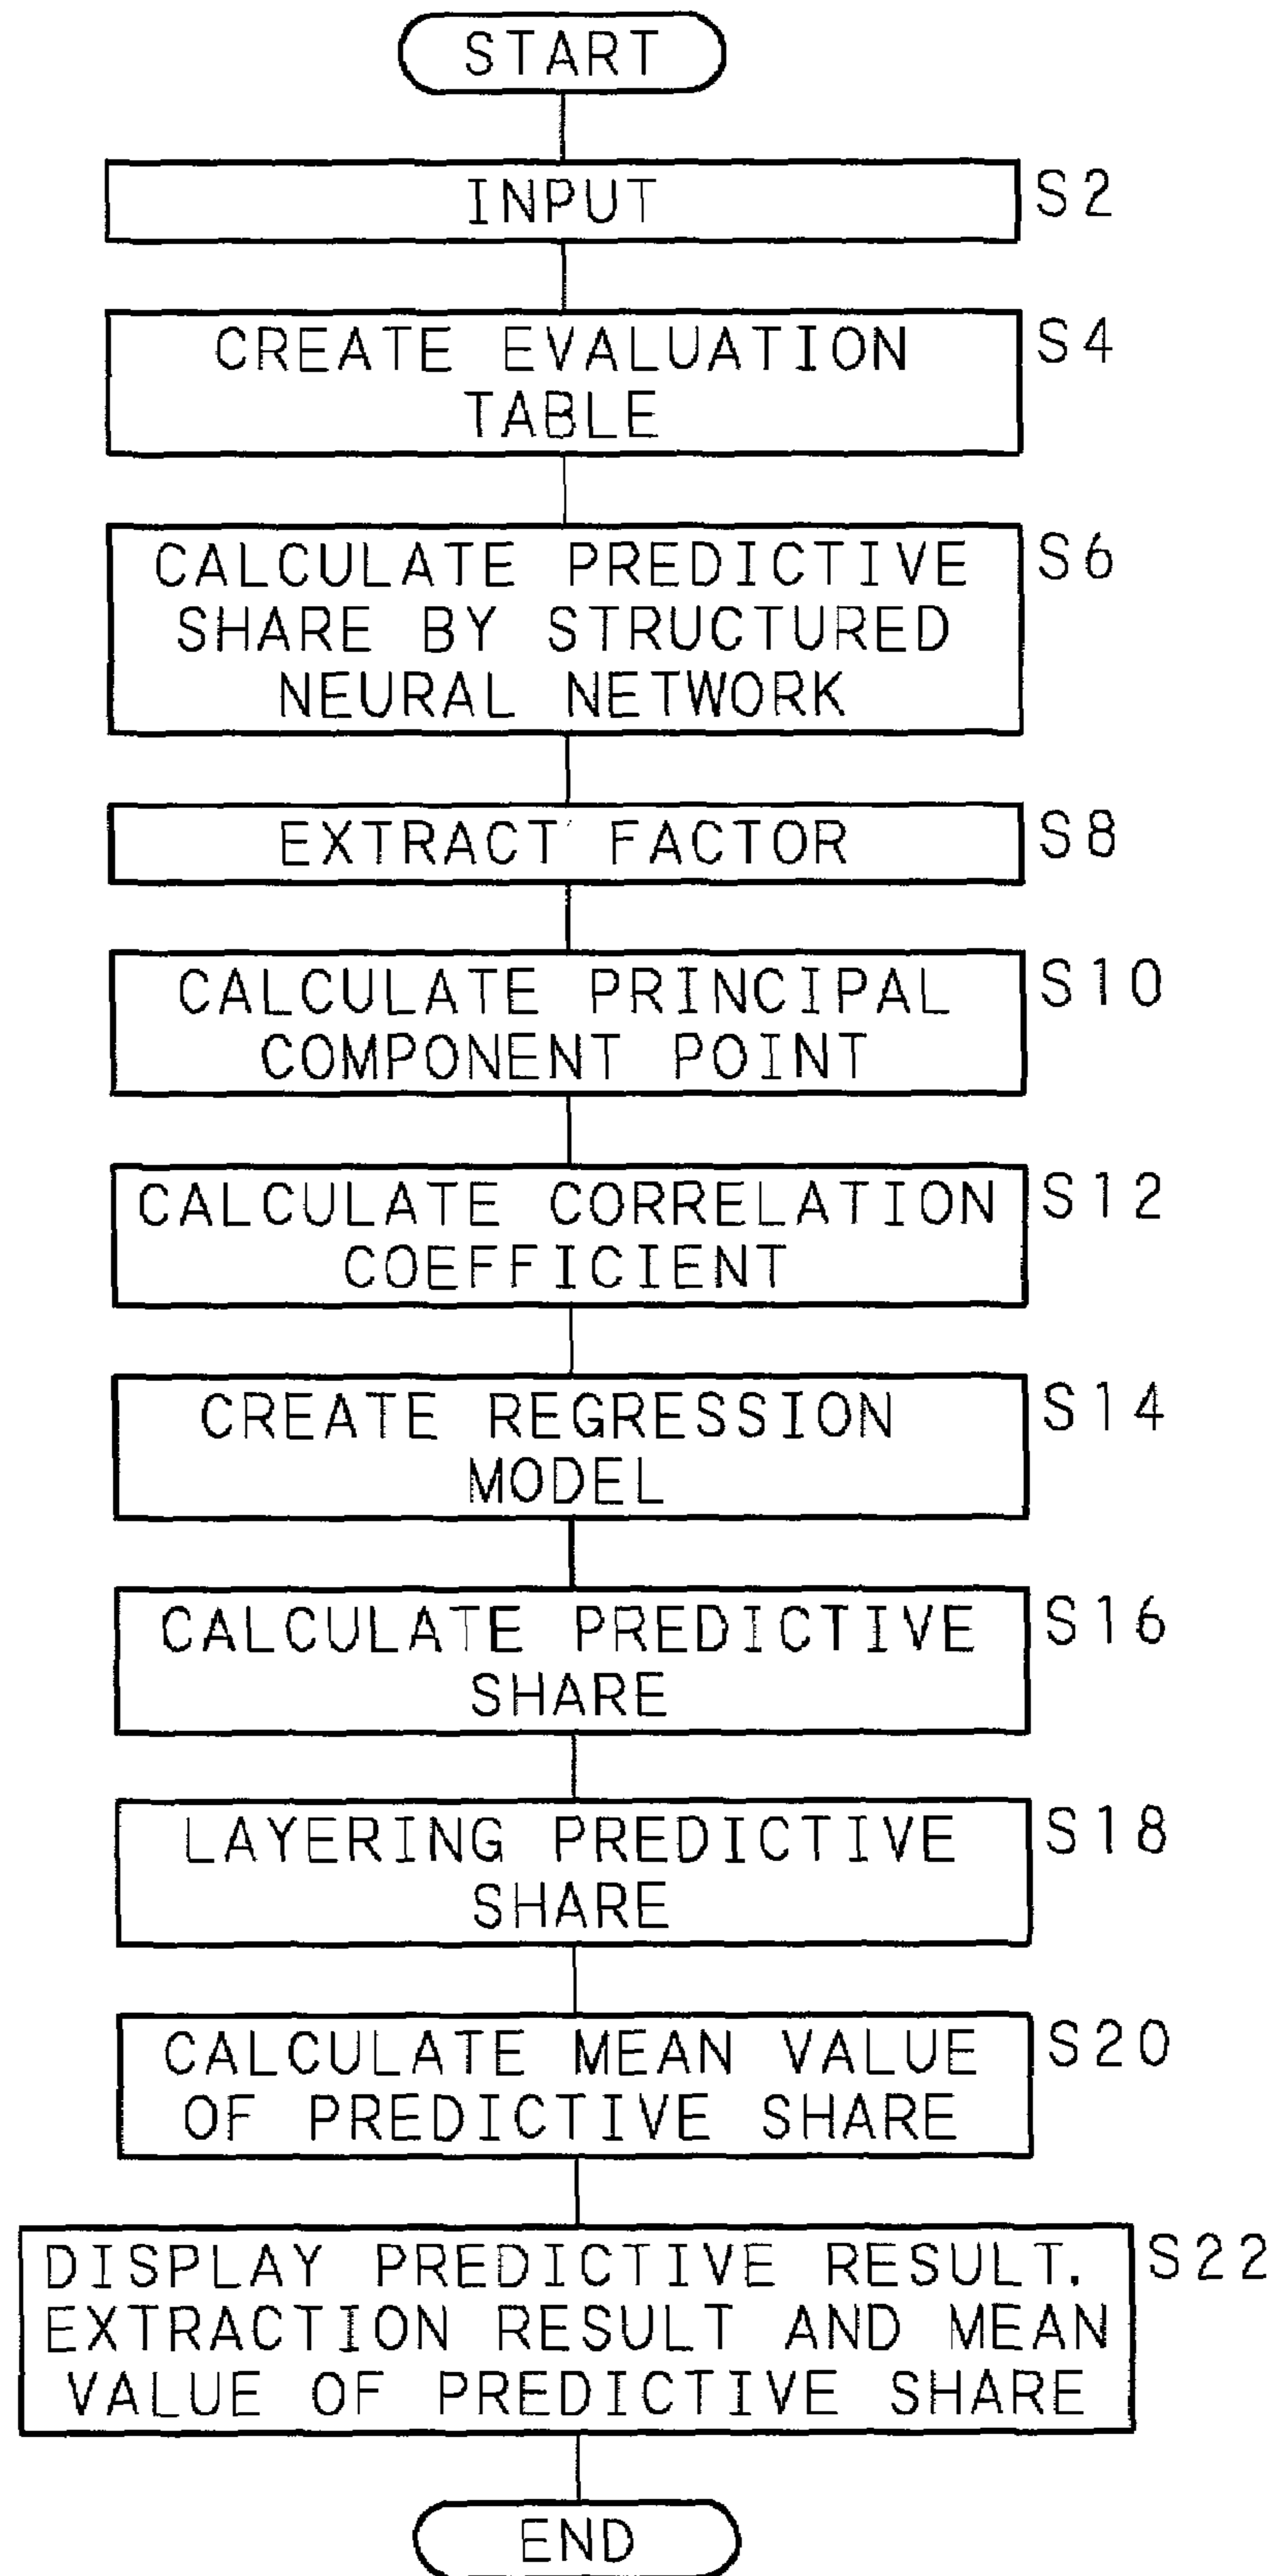 START
INPUT S2
CREATE EVALUATION S4
TABLE
CALCULATE PREDICTIVE S6
SHARE BY STRUCTURED
NEURAL NETWORK
EXTRACT FACTOR S8
CALCULATE PRINCIPAL S10
COMPONENT POINT
CALCULATE CORRELATION S12
COEFFICIENT
CREATE REGRESSION S14
MODEL
CALCULATE PREDICTIVE S16
SHARE
LAYERING PREDICTIVE S18
SHARE
CALCULATE MEAN VALUE S20
OF PREDICTIVE SHARE
DISPLAY PREDICTIVE RESULT. S22
EXTRACTION RESULT AND MEAN
VALUE OF PREDICTIVE SHARE
END